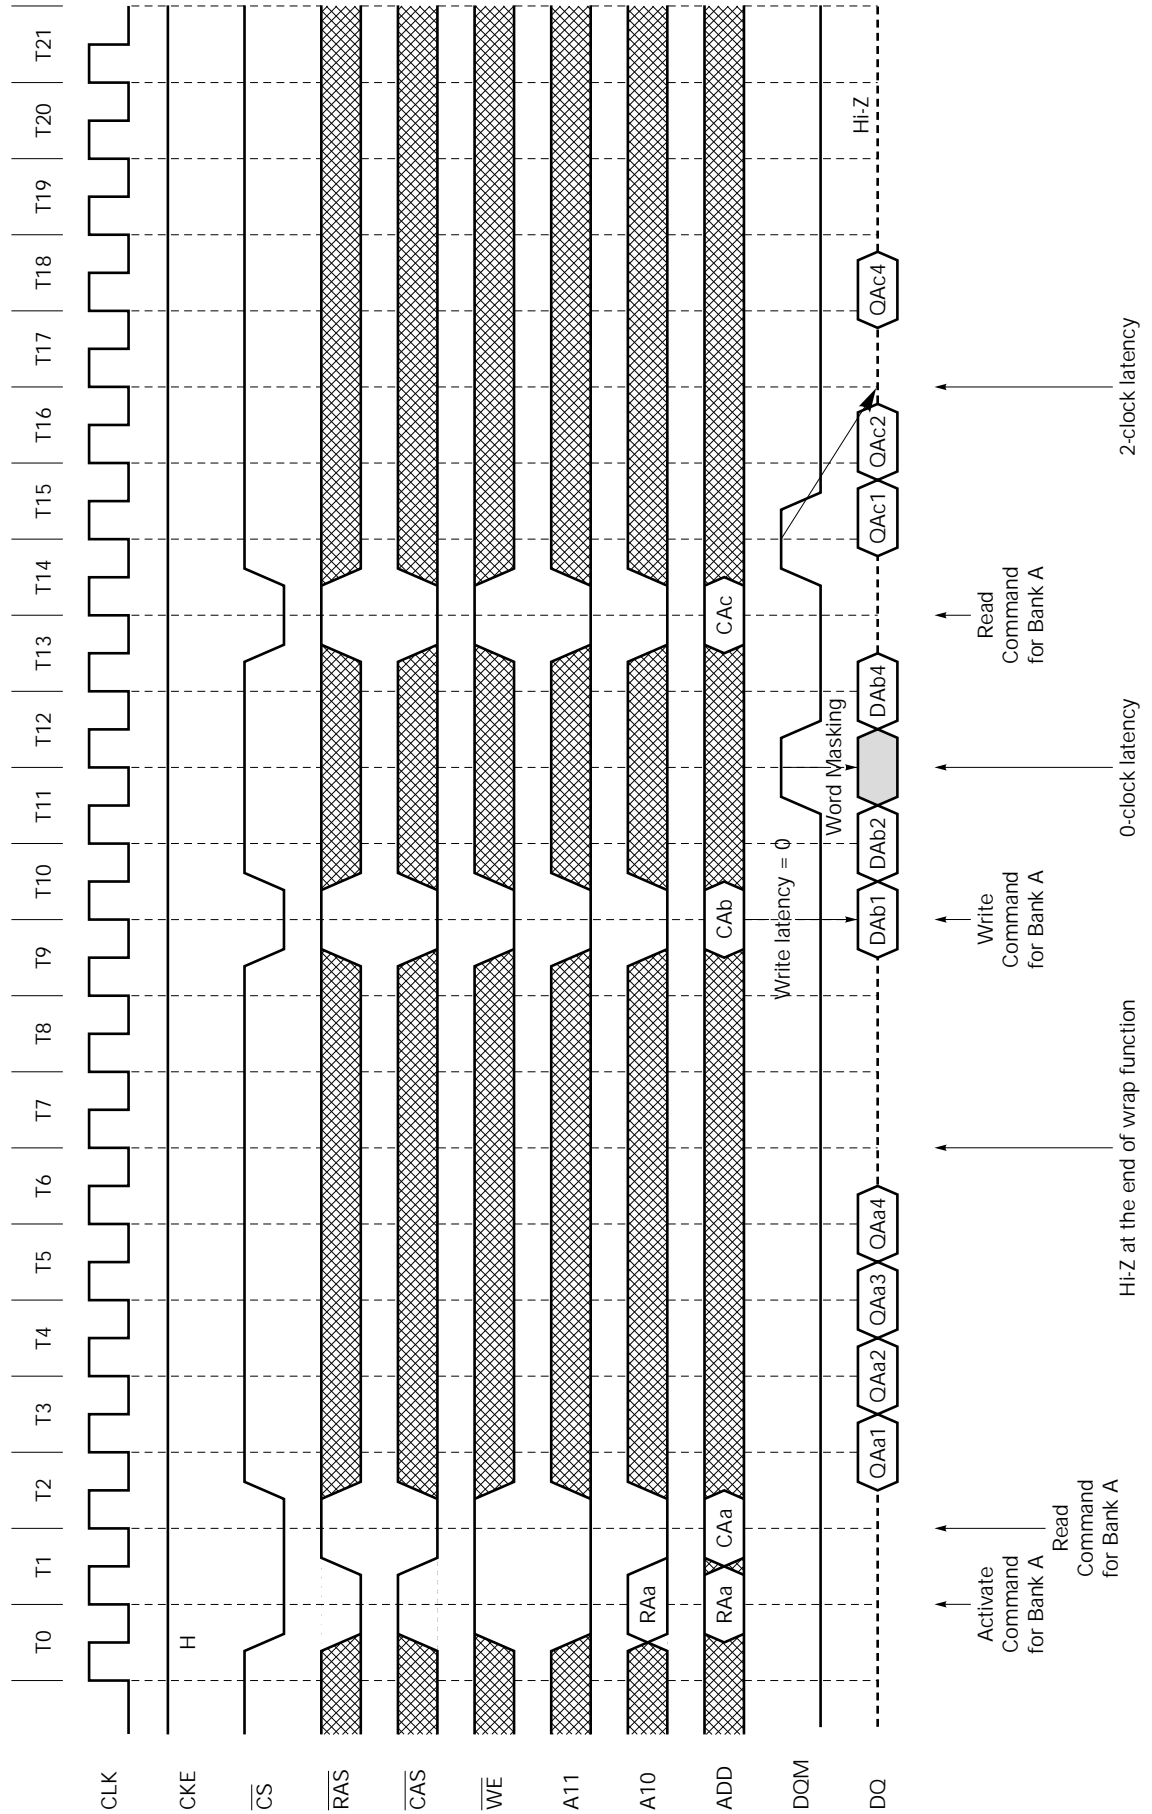 T0 T1 T2 T3 T4 T5 T6 T7 T8 T9 T10 T11 T12 T13 T14 T15 T16 T17 T18 T19 T20 T21
CLK
CKE
H
CS
RAS
CAS
WE
A11
A10
RAa
ADD
RAa CAa CAb CAc
DQM
Write latency = 0
Word Masking
Hi-Z
DQ
QAa1 QAa2 QAa3 QAa4 DAb1 DAb2 DAb4 QAc1 QAc2 QAc4
Activate
Command
for Bank A
Read
Command
for Bank A
Write
Command
for Bank A
Read
Command
for Bank A
Hi-Z at the end of wrap function
0-clock latency
2-clock latency